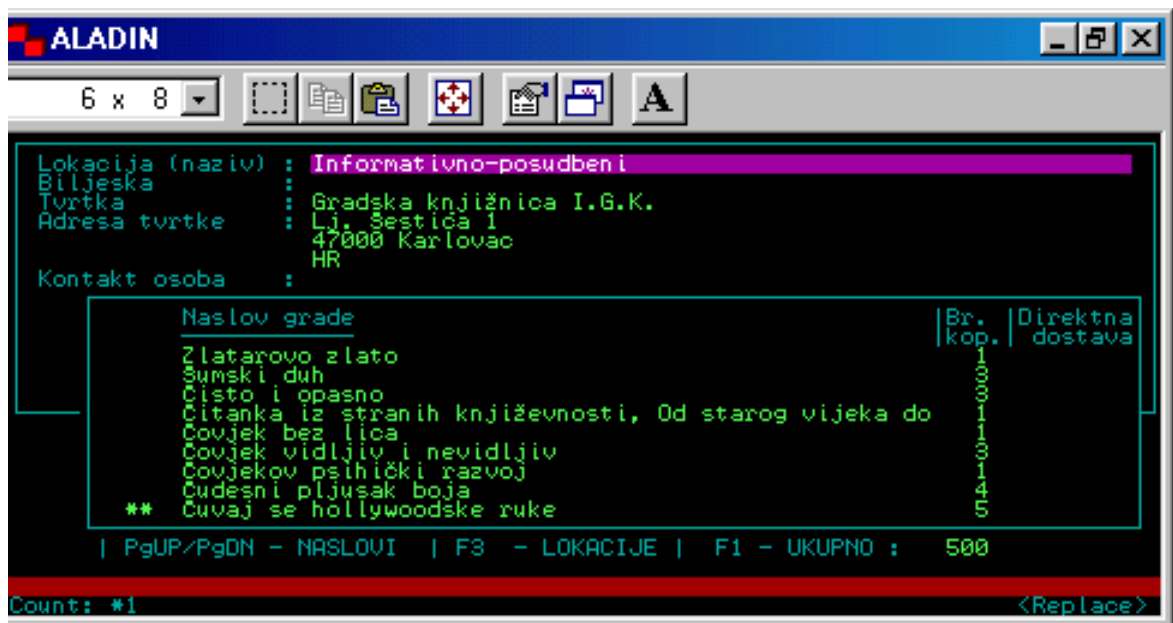 ALADIN
6 x 8
A
Lokacija (naziv) : Informativno-posudbeni
Bilješka :
Tvrtka : Gradska knjižnica I.G.K.
Adresa tvrtke : Lj. Šestića 1
47000 Karlovac
HR
Kontakt osoba :
Naslov građe |Br. |Direktna
|kop.| dostava
Zlatarovo zlato 1
Šumski duh 3
Čisto i opasno 3
Čitanka iz stranih književnosti, Od starog vijeka do 1
Čovjek bez lica 1
Čovjek vidljiv i nevidljiv 3
Čovjekov psihički razvoj 1
Čudesni pljusak boja 4
** Čuvaj se hollywoodske ruke 5
| PgUP/PgDN - NASLOVI | F3 - LOKACIJE | F1 - UKUPNO : 500
Count: *1 <Replace>